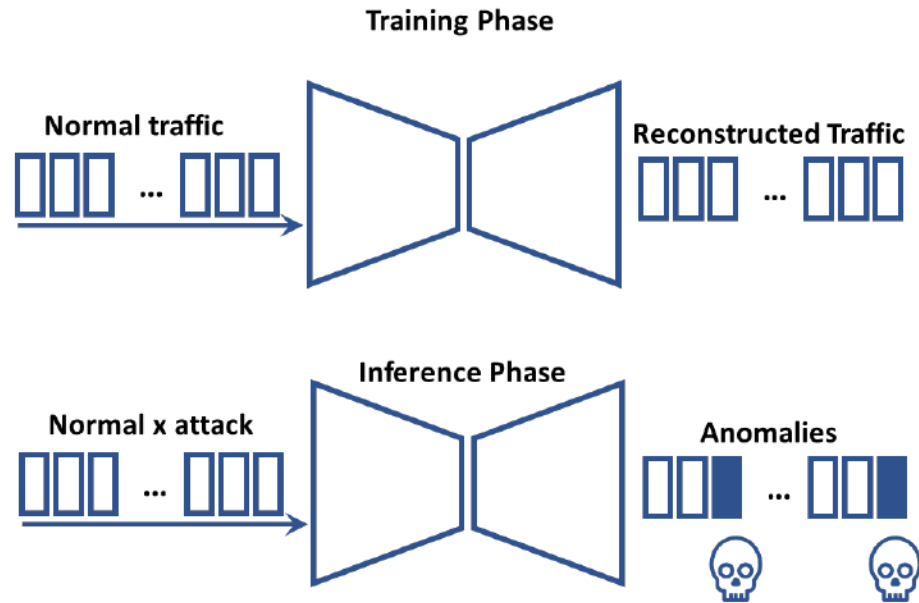 Training Phase
Normal traffic
Reconstructed Traffic
...
...
Inference Phase
Normal x attack
Anomalies
...
...